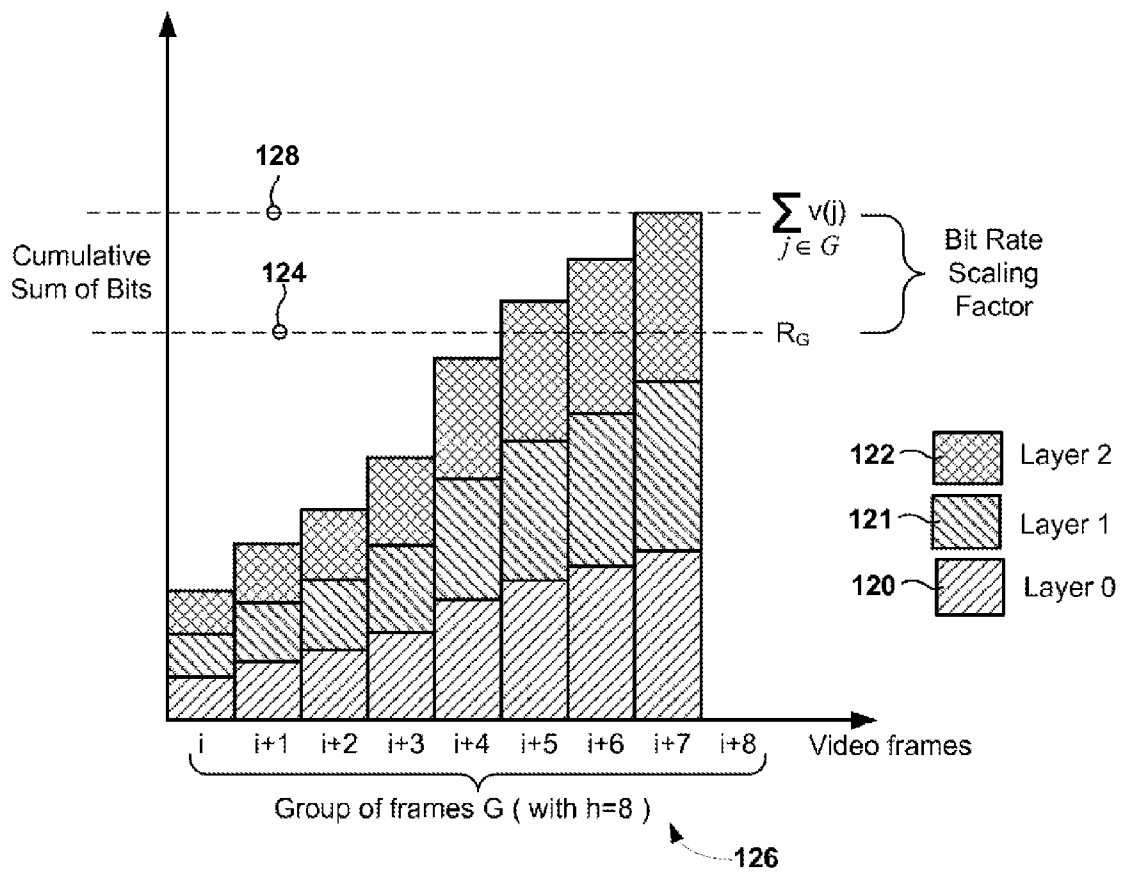 128
∑ v(j)
j ∈ G
Cumulative
Sum of Bits
124
Bit Rate
Scaling
Factor
RG
122
Layer 2
121
Layer 1
120
Layer 0
i i+1 i+2 i+3 i+4 i+5 i+6 i+7 i+8 Video frames
Group of frames G ( with h=8 )
126